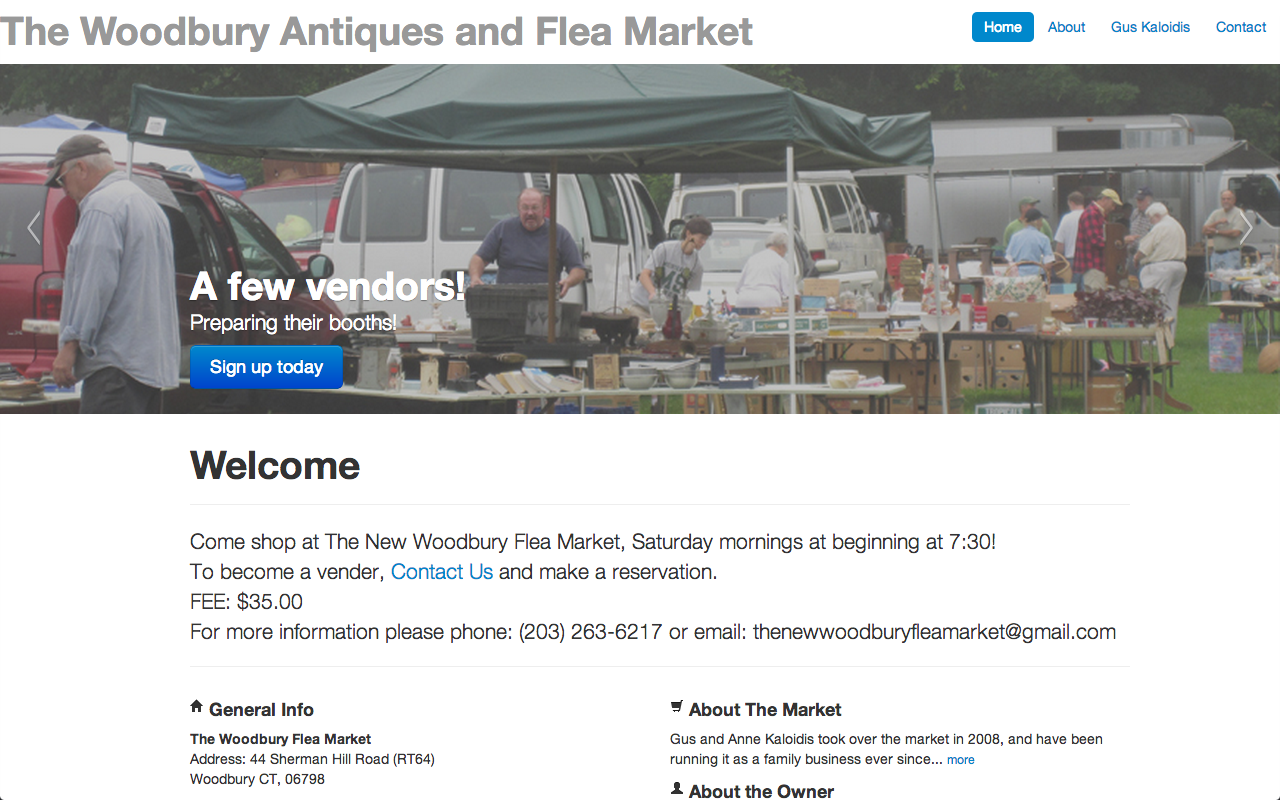 The Woodbury Antiques and Flea Market
Home
About
Gus Kaloidis
Contact
A few vendors!
Preparing their booths!
Sign up today
Welcome
Come shop at The New Woodbury Flea Market, Saturday mornings at beginning at 7:30!
To become a vender, Contact Us and make a reservation.
FEE: $35.00
For more information please phone: (203) 263-6217 or email: thenewwoodburyfleamarket@gmail.com
General Info
The Woodbury Flea Market
Address: 44 Sherman Hill Road (RT64)
Woodbury CT, 06798
About The Market
Gus and Anne Kaloidis took over the market in 2008, and have been
running it as a family business ever since... more
About the Owner